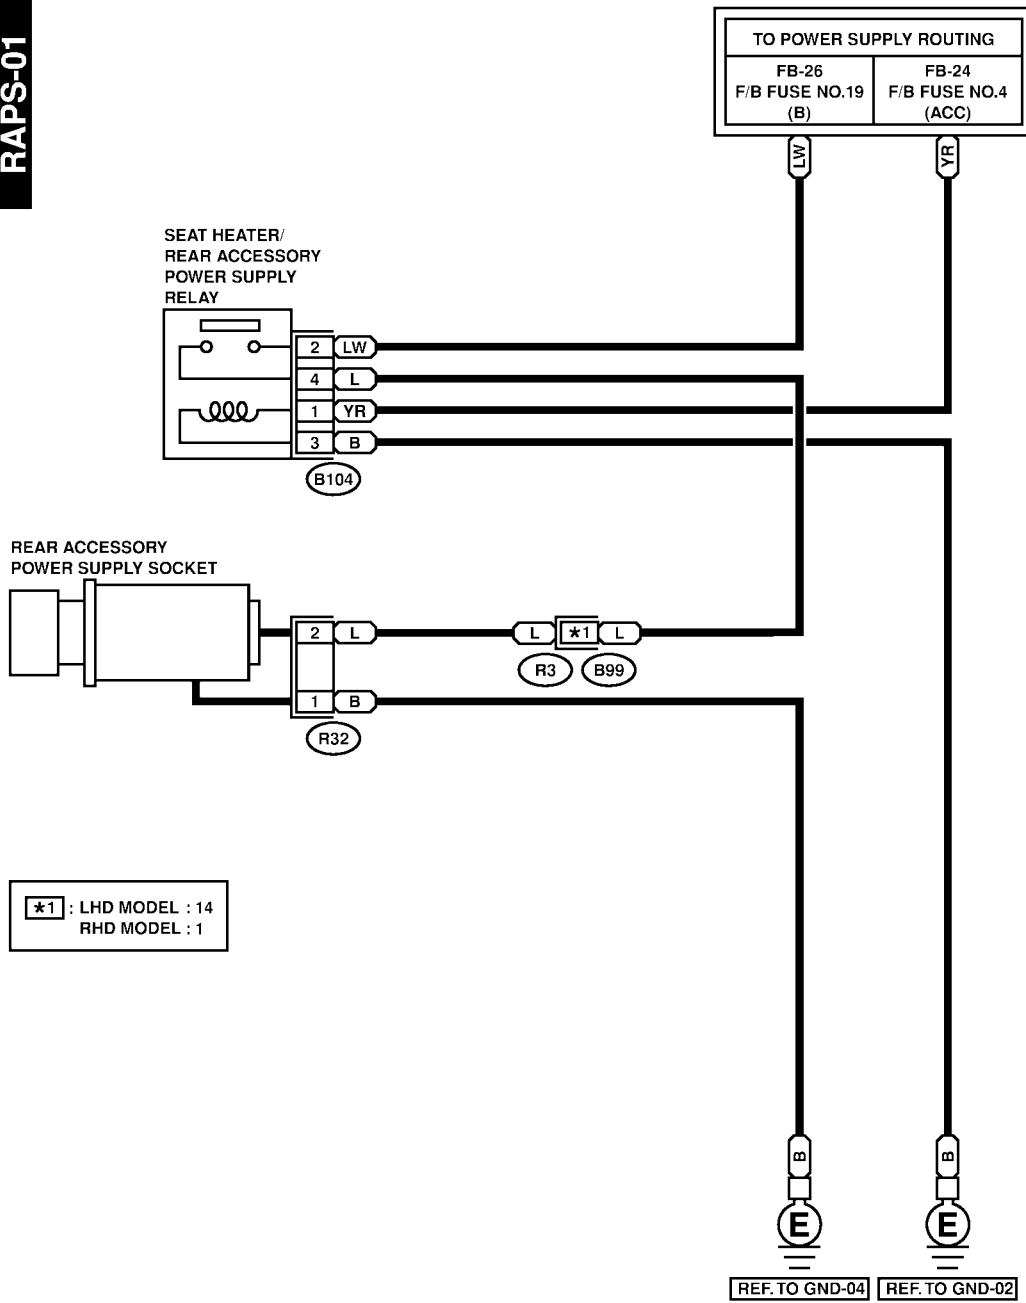 RAPS-01
TO POWER SUPPLY ROUTING
FB-26
F/B FUSE NO.19
(B)
FB-24
F/B FUSE NO.4
(ACC)
LW
YR
SEAT HEATER/
REAR ACCESSORY
POWER SUPPLY
RELAY
2 LW
4 L
1 YR
3 B
B104
REAR ACCESSORY
POWER SUPPLY SOCKET
2 L
L *1 L
R3 B99
1 B
R32
*1 : LHD MODEL : 14
RHD MODEL : 1
B B
E E
REF. TO GND-04 REF. TO GND-02